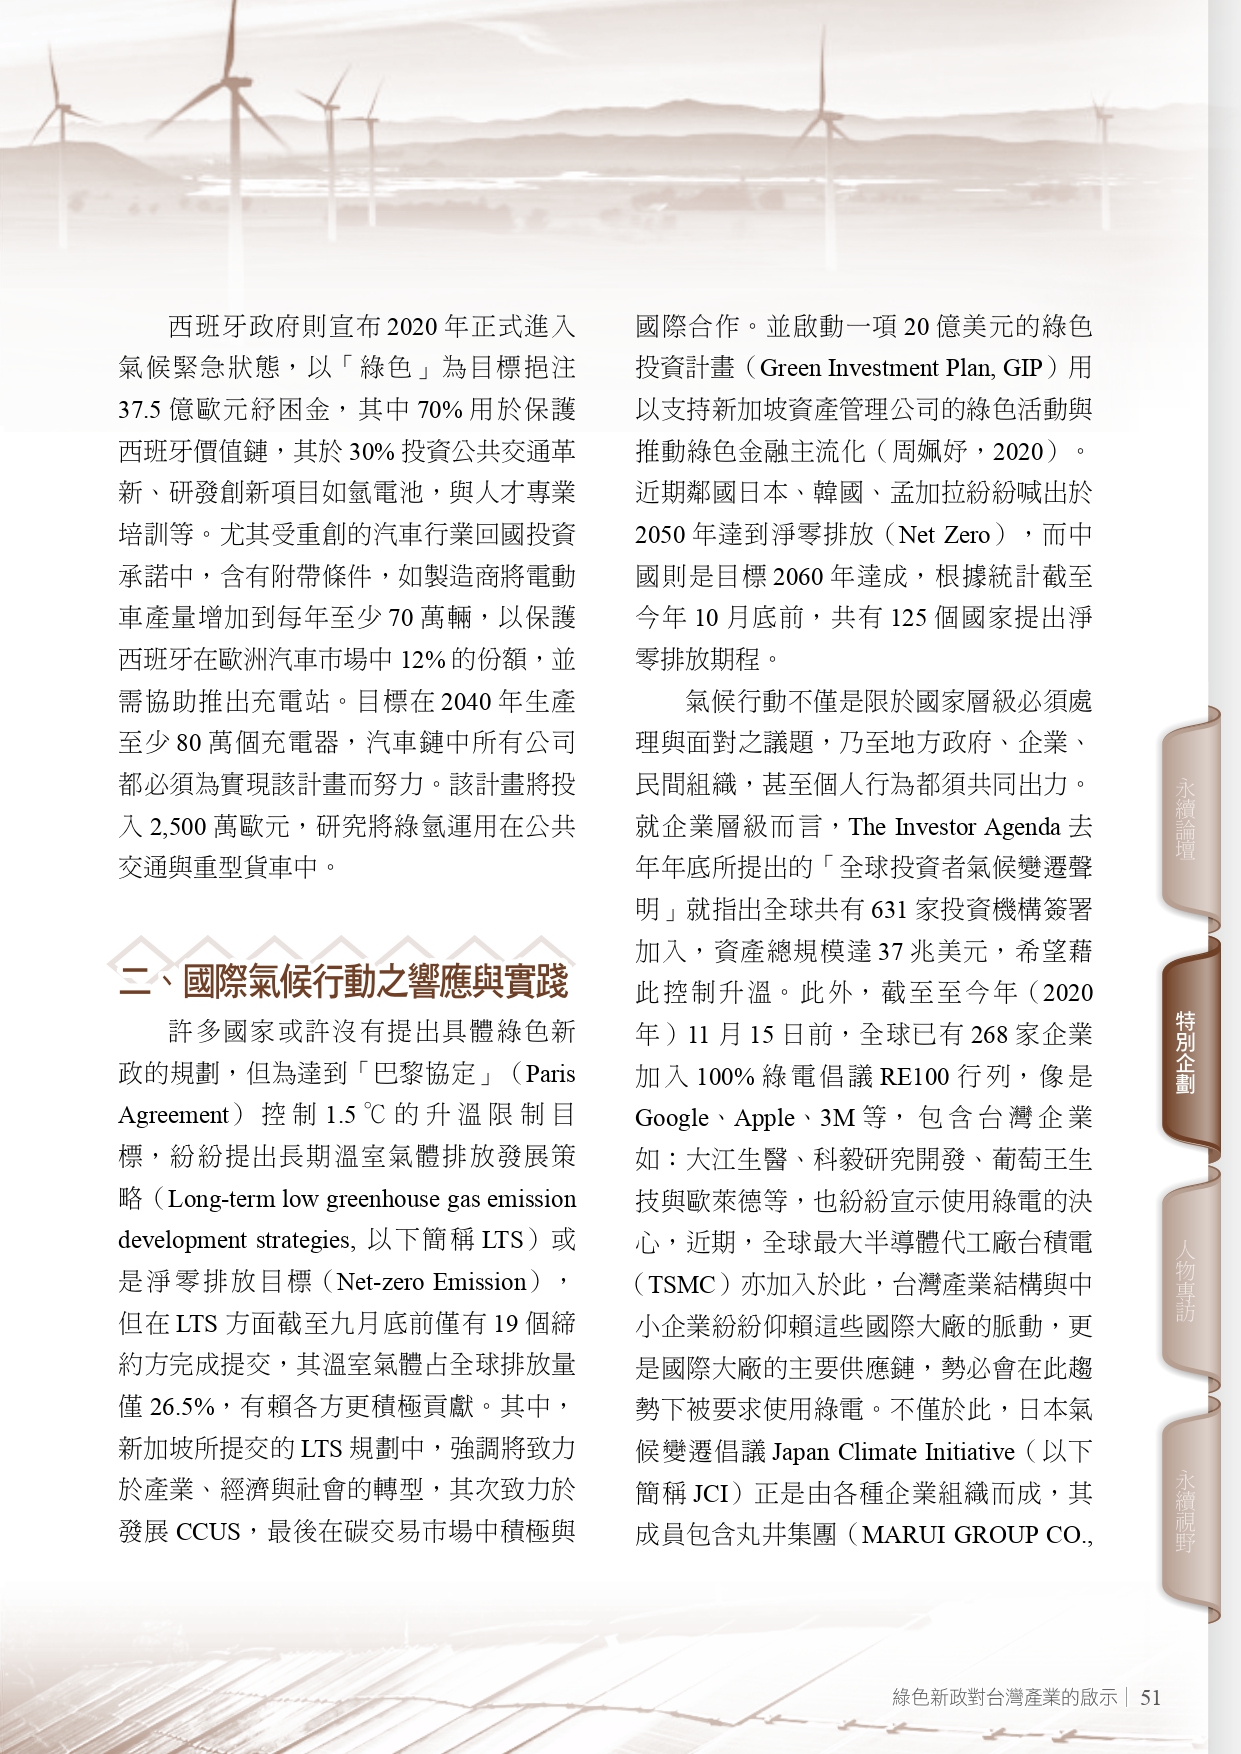 西班牙政府則宣布 2020 年正式進入
氣候緊急狀態，以「綠色」為目標挹注
37.5 億歐元紓困金，其中 70% 用於保護
西班牙價值鏈，其於 30% 投資公共交通革
新、研發創新項目如氫電池，與人才專業
培訓等。尤其受重創的汽車行業回國投資
承諾中，含有附帶條件，如製造商將電動
車產量增加到每年至少 70 萬輛，以保護
西班牙在歐洲汽車市場中 12% 的份額，並
需協助推出充電站。目標在 2040 年生產
至少 80 萬個充電器，汽車鏈中所有公司
都必須為實現該計畫而努力。該計畫將投
入 2,500 萬歐元，研究將綠氫運用在公共
交通與重型貨車中。
二、國際氣候行動之響應與實踐
許多國家或許沒有提出具體綠色新
政的規劃，但為達到「巴黎協定」（Paris
Agreement）控制 1.5 ℃的升溫限制目
標，紛紛提出長期溫室氣體排放發展策
略（Long-term low greenhouse gas emission
development strategies, 以下簡稱 LTS）或
是淨零排放目標（Net-zero Emission），
但在 LTS 方面截至九月底前僅有 19 個締
約方完成提交，其溫室氣體占全球排放量
僅 26.5%，有賴各方更積極貢獻。其中，
新加坡所提交的 LTS 規劃中，強調將致力
於產業、經濟與社會的轉型，其次致力於
發展 CCUS，最後在碳交易市場中積極與
國際合作。並啟動一項 20 億美元的綠色
投資計畫（Green Investment Plan, GIP）用
以支持新加坡資產管理公司的綠色活動與
推動綠色金融主流化（周姵妤，2020）。
近期鄰國日本、韓國、孟加拉紛紛喊出於
2050 年達到淨零排放（Net Zero），而中
國則是目標 2060 年達成，根據統計截至
今年 10 月底前，共有 125 個國家提出淨
零排放期程。
氣候行動不僅是限於國家層級必須處
理與面對之議題，乃至地方政府、企業、
民間組織，甚至個人行為都須共同出力。
就企業層級而言，The Investor Agenda 去
年年底所提出的「全球投資者氣候變遷聲
明」就指出全球共有 631 家投資機構簽署
加入，資產總規模達 37 兆美元，希望藉
此控制升溫。此外，截至至今年（2020
年）11 月 15 日前，全球已有 268 家企業
加入 100% 綠電倡議 RE100 行列，像是
Google、Apple、3M 等，包含台灣企業
如：大江生醫、科毅研究開發、葡萄王生
技與歐萊德等，也紛紛宣示使用綠電的決
心，近期，全球最大半導體代工廠台積電
（TSMC）亦加入於此，台灣產業結構與中
小企業紛紛仰賴這些國際大廠的脈動，更
是國際大廠的主要供應鏈，勢必會在此趨
勢下被要求使用綠電。不僅於此，日本氣
候變遷倡議 Japan Climate Initiative（以下
簡稱 JCI）正是由各種企業組織而成，其
成員包含丸井集團（MARUI GROUP CO.,
永續論壇
特別企劃
人物專訪
永續視野
綠色新政對台灣產業的啟示｜ 51